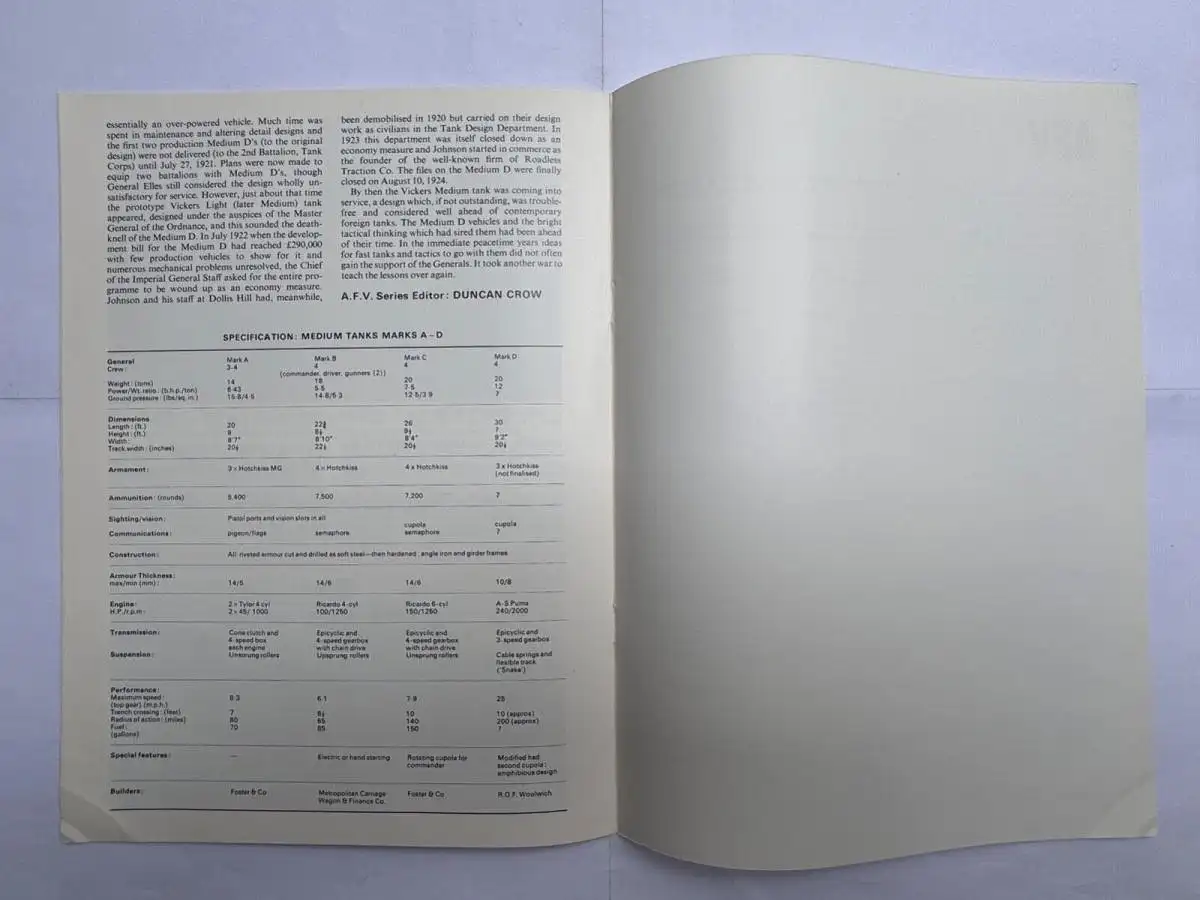 essentially an over-powered vehicle. Much time was
spent in maintenance and altering detail designs and
the first two production Medium D's (to the original
design) were not delivered (to the 2nd Battalion, Tank
Corps) until July 27, 1921. Plans were now made to
equip two battalions with Medium D's, though
General Elles still considered the design wholly un-
satisfactory for service. However, just about that time
the prototype Vickers Light (later Medium) tank
appeared, designed under the auspices of the Master
General of the Ordnance, and this sounded the death-
knell of the Medium D. In July 1922 when the develop-
ment bill for the Medium D had reached £290,000
with few production vehicles to show for it and
numerous mechanical problems unresolved, the Chief
of the Imperial General Staff asked for the entire pro-
gramme to be wound up as an economy measure.
Johnson and his staff at Dollis Hill had, meanwhile,
been demobilised in 1920 but carried on their design
work as civilians in the Tank Design Department. In
1923 this department was itself closed down as an
economy measure and Johnson started in commerce as
the founder of the well-known firm of Roadless
Traction Co. The files on the Medium D were finally
closed on August 10, 1924.
By then the Vickers Medium tank was coming into
service, a design which, if not outstanding, was trouble-
free and considered well ahead of contemporary
foreign tanks. The Medium D vehicles and the bright
tactical thinking which had sired them had been ahead
of their time. In the immediate peacetime years ideas
for fast tanks and tactics to go with them did not often
gain the support of the Generals. It took another war to
teach the lessons over again.
A.F.V. Series Editor: DUNCAN CROW
SPECIFICATION: MEDIUM TANKS MARKS A–D
General Mark A Mark B Mark C Mark D
Crew: 3-4 4 4 4
(commander, driver, gunners (2))
Weight: (tons) 14 18 20 20
Power/Wt. ratio: (b.h.p./ton) 6·43 5·5 7·5 12
Ground pressure: (lbs/sq. in.) 15·8/4·5 14·8/5·3 12·5/3·9 ?
Dimensions
Length: (ft.) 20 26 30
Height: (ft.) 9 ?
Width: 8'7" 8'10" 8'4" 9'2"
Track width: (inches) 20½ 22½ 20½ 20½
Armament: 3× Hotchkiss MG 4× Hotchkiss 4 x Hotchkiss 3 x Hotchkiss
(not finalised)
Ammunition: (rounds) 5,400 7,500 7,200 ?
Sighting/vision: Pistol ports and vision slots in all
cupola cupola
Communications: pigeon/flags semaphore semaphore ?
Construction: All riveted armour cut and drilled as soft steel—then hardened; angle iron and girder frames
Armour Thickness:
max/min (mm): 14/5 14/6 14/6 10/8
Engine: 2× Tylor 4 cyl Ricardo 4-cyl Ricardo 6-cyl A-S Puma
H.P./r.p.m: 2× 45/ 1000 100/1250 150/1250 240/2000
Transmission: Cone clutch and Epicyclic and Epicyclic and Epicyclic and
4-speed box 4-speed gearbox 4-speed gearbox 3-speed gearbox
each engine with chain drive with chain drive
Suspension: Unsprung rollers Unsprung rollers Unsprung rollers Cable springs and
flexible track
('Snake')
Performance:
Maximum speed: 8·3 6·1 7·9 25
(top gear) (m.p.h.)
Trench crossing: (feet) 7 6½ 10 10 (approx)
Radius of action: (miles) 80 65 140 200 (approx)
Fuel: 70 85 150 ?
(gallons)
Special features: — Electric or hand starting Rotating cupola for Modified had
commander second cupola;
amphibious design
Builders: Foster & Co Metropolitan Carriage Foster & Co R.O.F. Woolwich
Wagon & Finance Co.